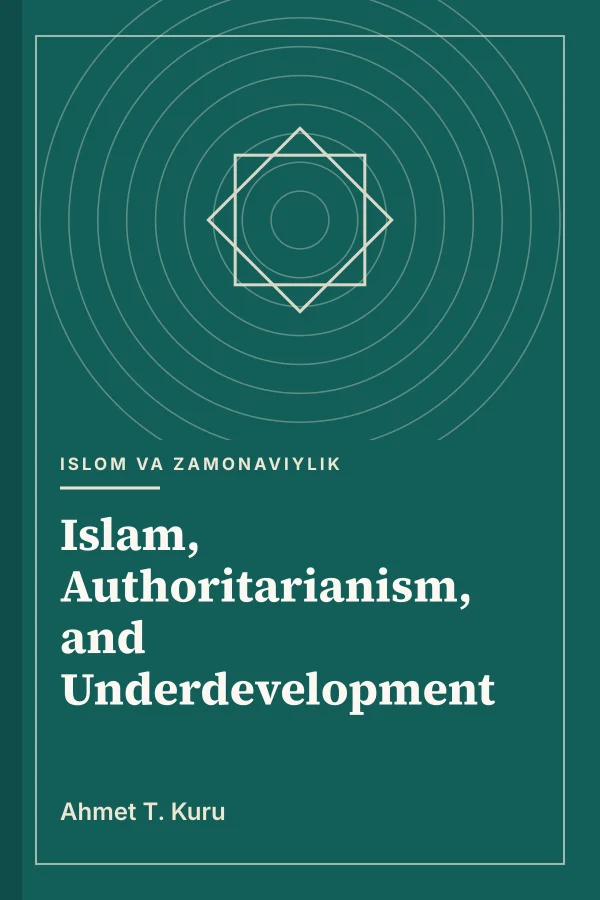 ISLOM VA ZAMONAVIYLIK
Islam,
Authoritarianism,
and
Underdevelopment
Ahmet T. Kuru